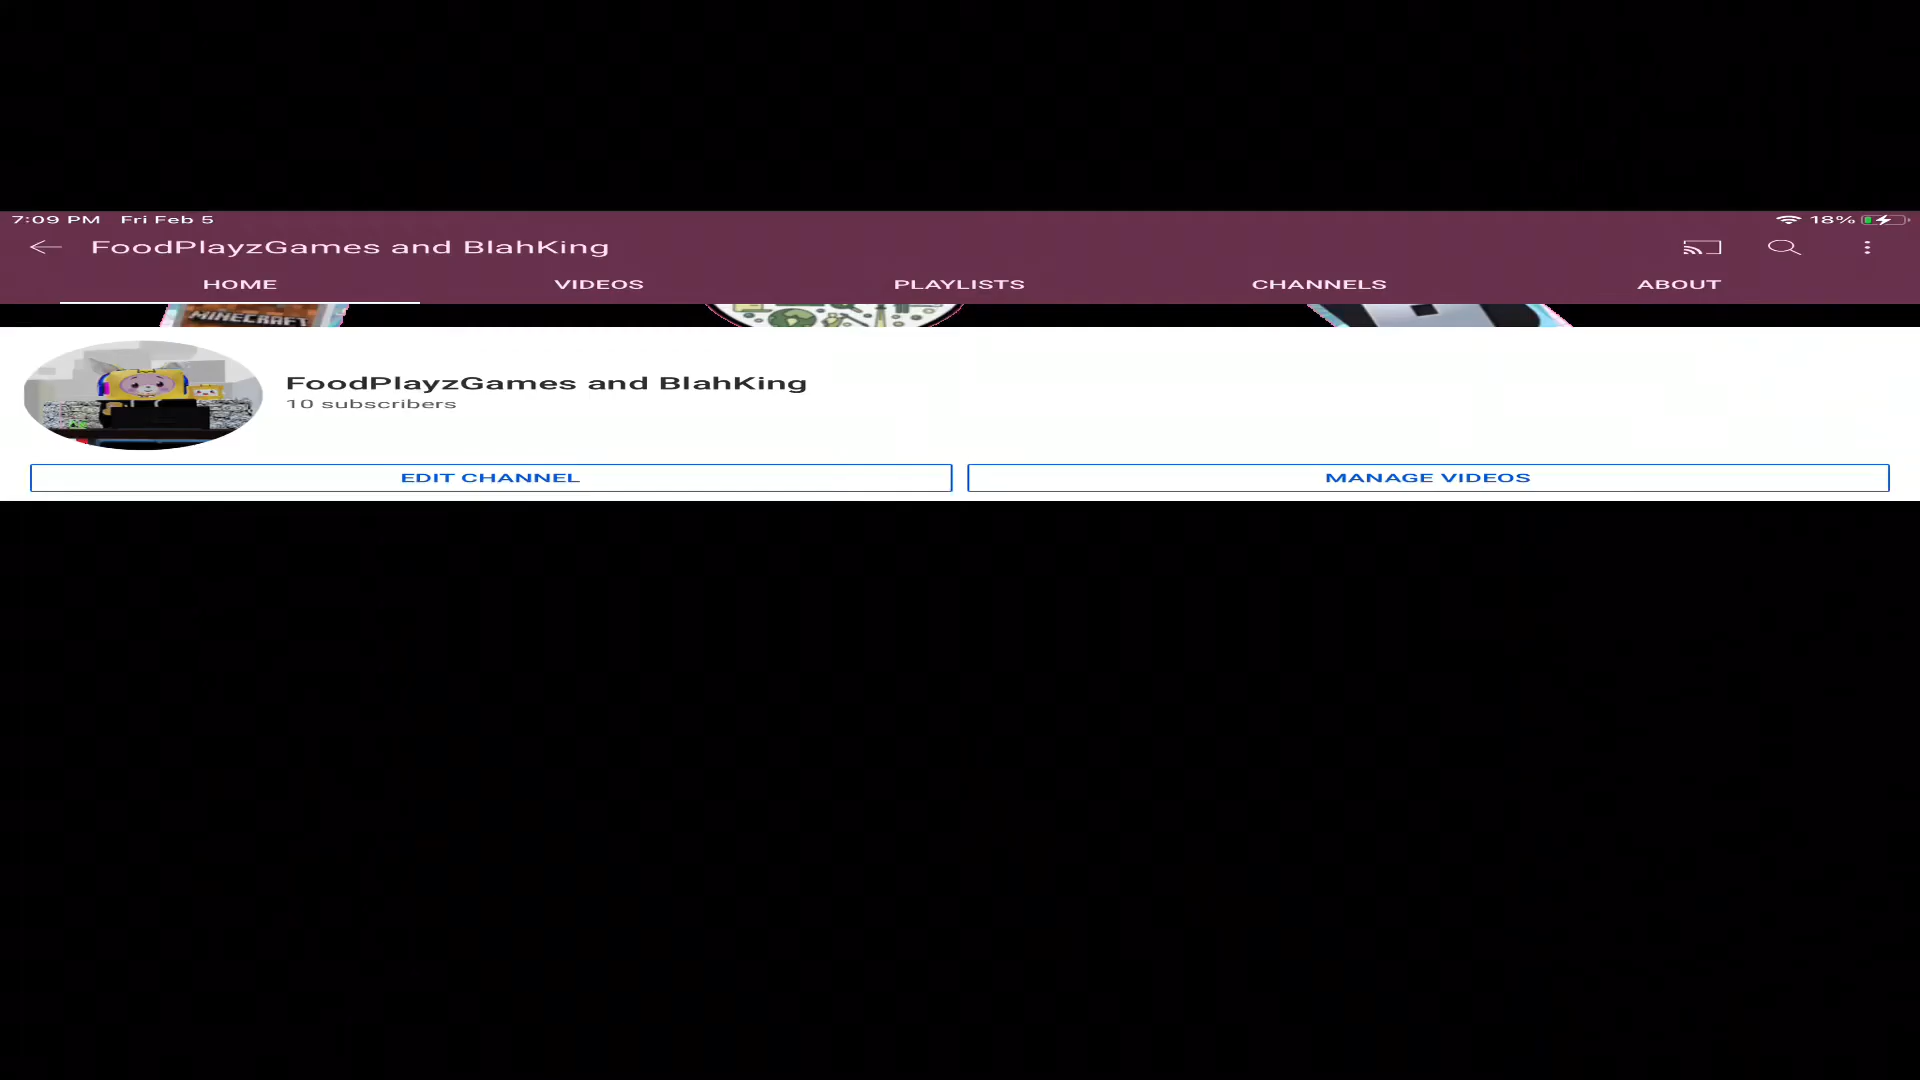 7:09 PM Fri Feb 5 18%
FoodPlayzGames and BlahKing
HOME VIDEOS PLAYLISTS CHANNELS ABOUT
MINECRAFT
FoodPlayzGames and BlahKing
10 subscribers
EDIT CHANNEL MANAGE VIDEOS